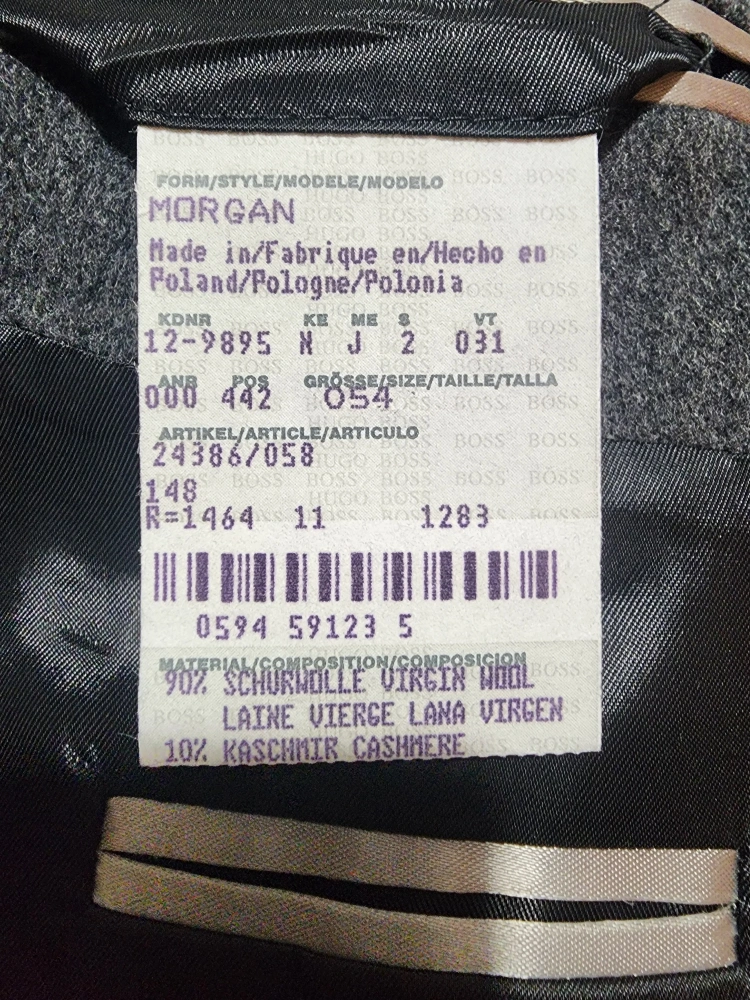 FORM/STYLE/MODELE/MODELO
MORGAN
Made in/Fabrique en/Hecho en
Poland/Pologne/Polonia
KDNR KE ME S VT
12-9895 N J 2 031
ANR POS GRÖSSE/SIZE/TAILLE/TALLA
000 442 054
ARTIKEL/ARTICLE/ARTICULO
24386/058
148
R=1464 11 1283
0594 59123 5
MATERIAL/COMPOSITION/COMPOSICION
90% SCHURWOLLE VIRGIN WOOL
LAINE VIERGE LANA VIRGEN
10% KASCHMIR CASHMERE